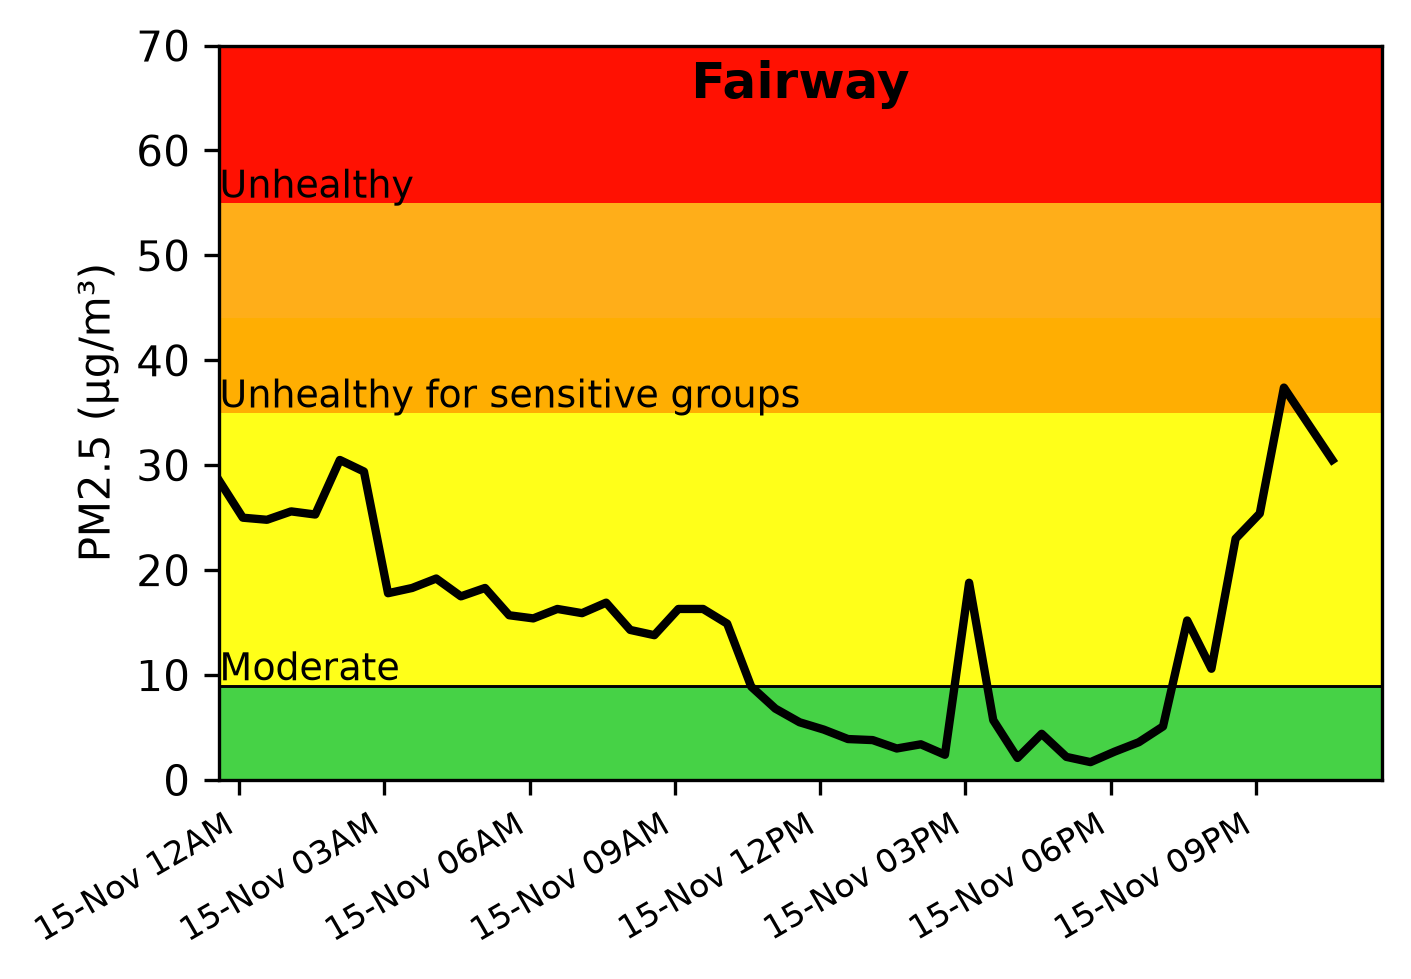 Fairway
70
60
50
40
30
20
10
0
PM2.5 (µg/m³)
Unhealthy
Unhealthy for sensitive groups
Moderate
15-Nov 12AM
15-Nov 03AM
15-Nov 06AM
15-Nov 09AM
15-Nov 12PM
15-Nov 03PM
15-Nov 06PM
15-Nov 09PM